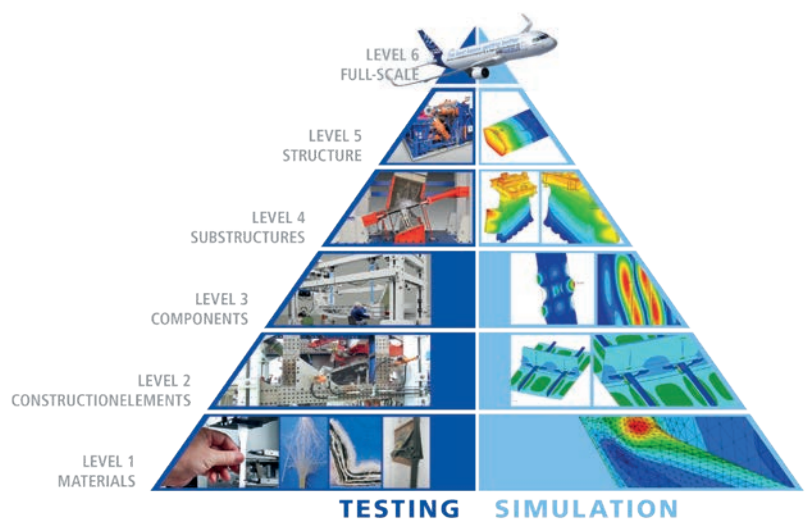 LEVEL 6
FULL-SCALE
LEVEL 5
STRUCTURE
LEVEL 4
SUBSTRUCTURES
LEVEL 3
COMPONENTS
LEVEL 2
CONSTRUCTIONELEMENTS
LEVEL 1
MATERIALS
TESTING SIMULATION